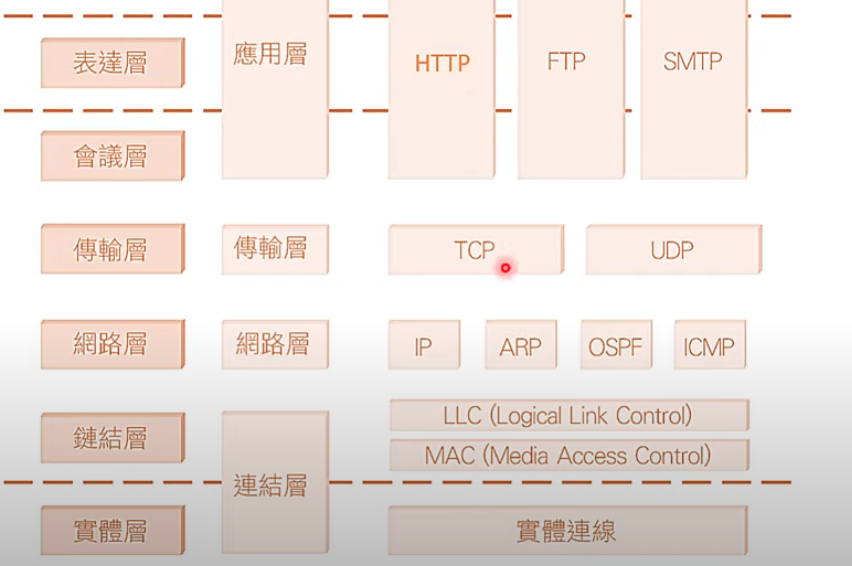 表達層
應用層
HTTP
FTP
SMTP
會議層
傳輸層
傳輸層
TCP
UDP
網路層
網路層
IP
ARP
OSPF
ICMP
鏈結層
連結層
LLC (Logical Link Control)
MAC (Media Access Control)
實體層
實體連線